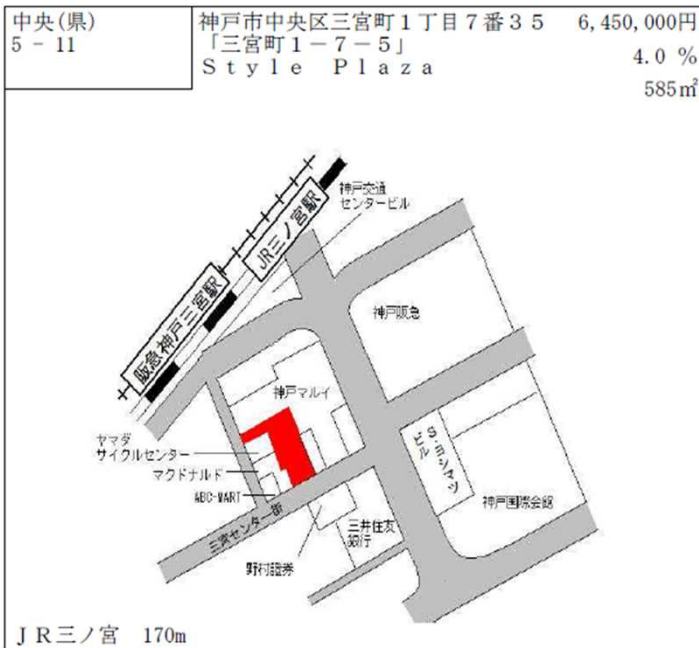 中央(県)
5 - 11
神戸市中央区三宮町１丁目７番３５ 6,450,000円
「三宮町１－７－５」
Ｓｔｙｌｅ Ｐｌａｚａ
4.0 %
585㎡
神戸交通
センタービル
JR三ノ宮駅
阪急神戸三宮駅
神戸阪急
神戸マルイ
ヤマダ
サイクルセンター
マクドナルド
ABC-MART
三宮センター街
S・ヨシマツ
ビル
神戸国際会館
三井住友
銀行
野村證券
ＪＲ三ノ宮 170m